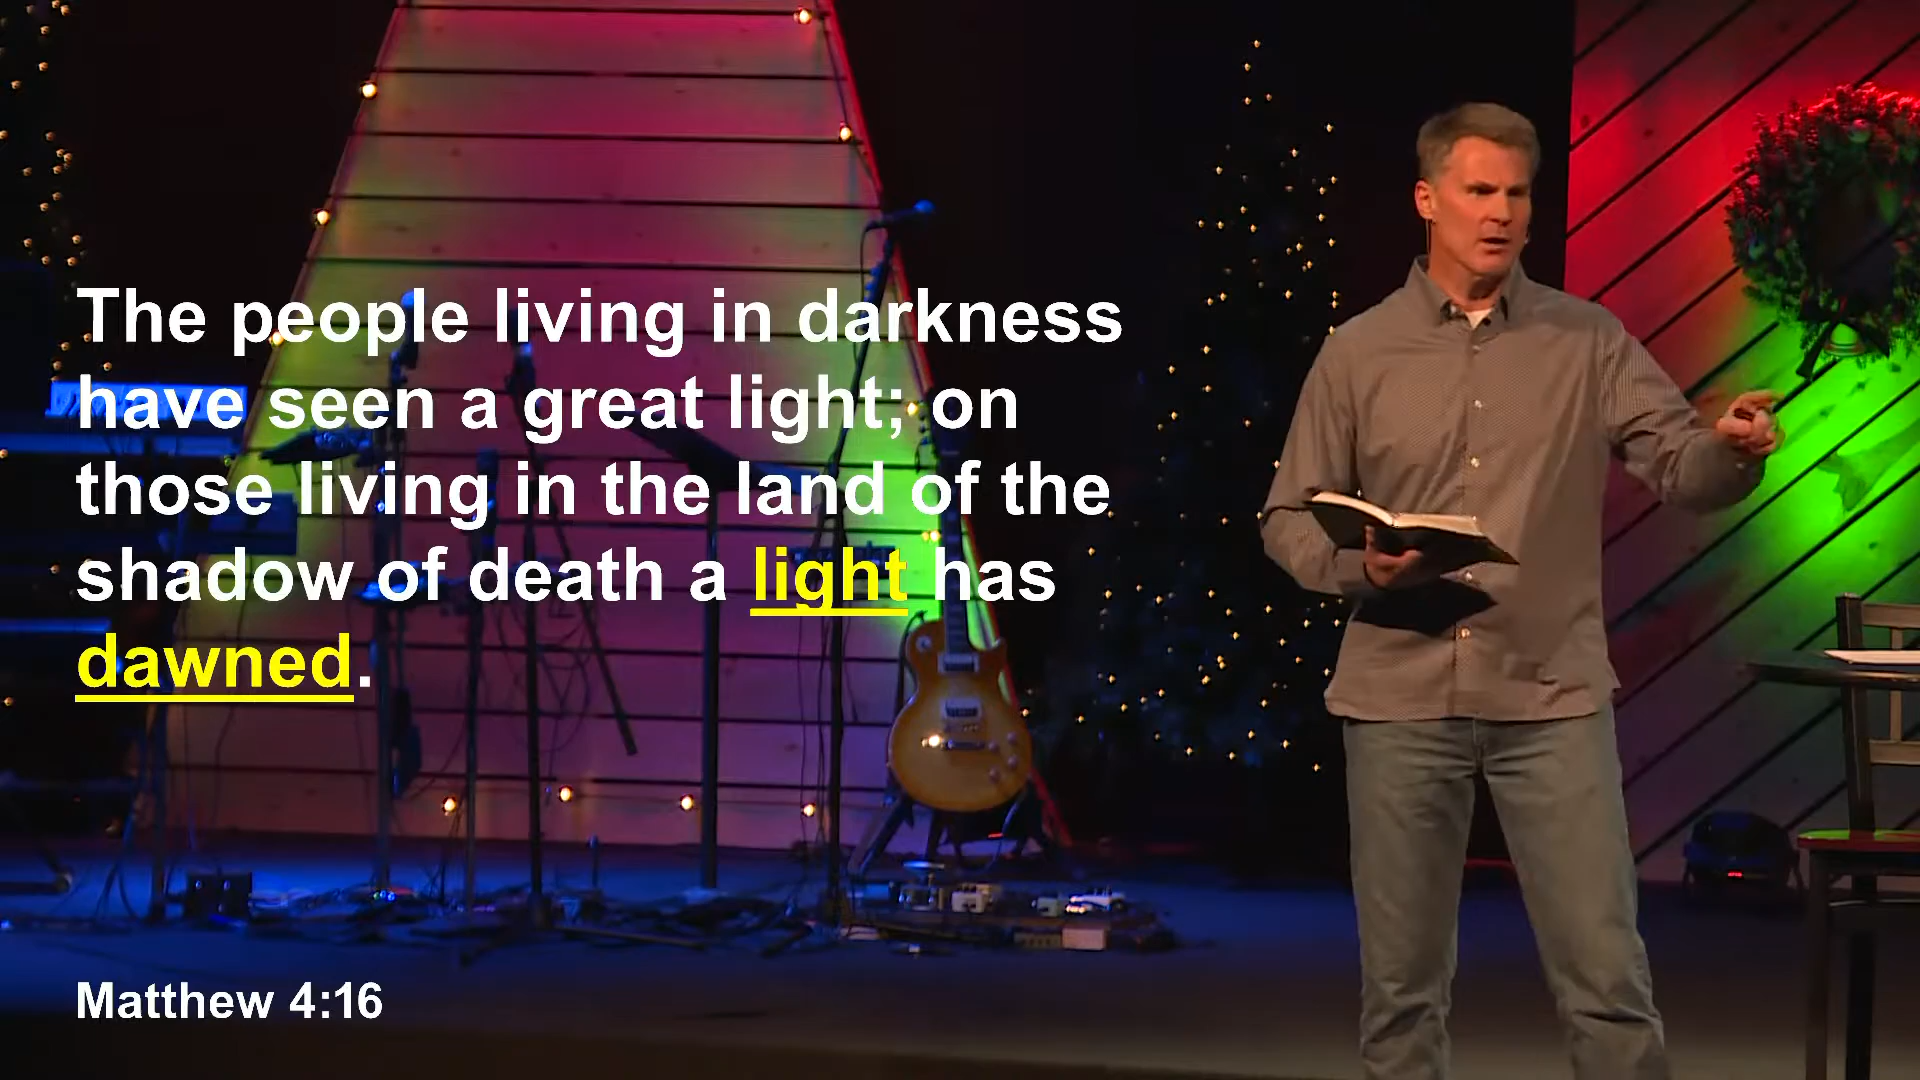 The people living in darkness
have seen a great light; on
those living in the land of the
shadow of death a light has
dawned.
Matthew 4:16